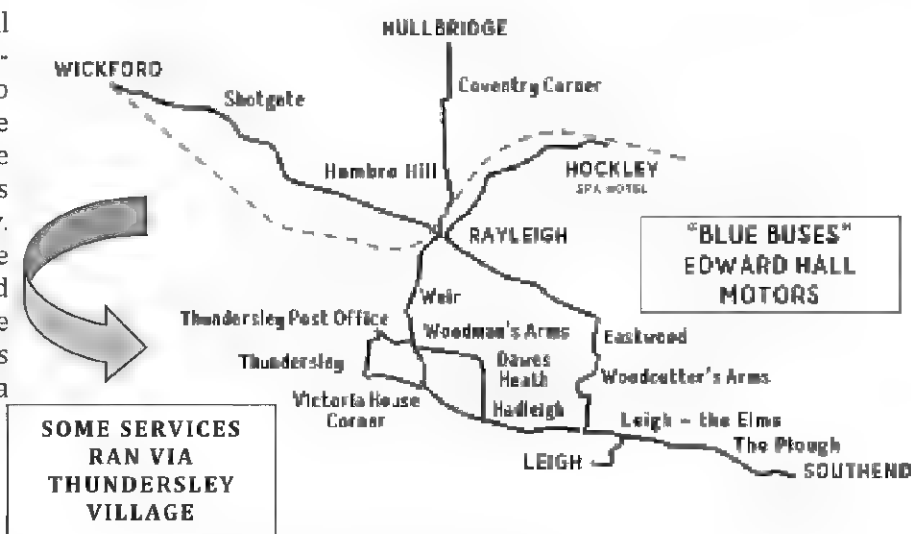 HULLBRIDGE
WICKFORD
Shotgate
Coventry Corner
Hambro Hill
HOCKLEY
SPA HOTEL
RAYLEIGH
"BLUE BUSES"
EDWARD HALL
MOTORS
Weir
Thundersley Post Office
Woodman's Arms
Eastwood
Thundersley
Dawes
Heath
Woodcutter's Arms
Victoria House
Corner
Hadleigh
Leigh – the Elms
The Plough
LEIGH
SOUTHEND
SOME SERVICES
RAN VIA
THUNDERSLEY
VILLAGE